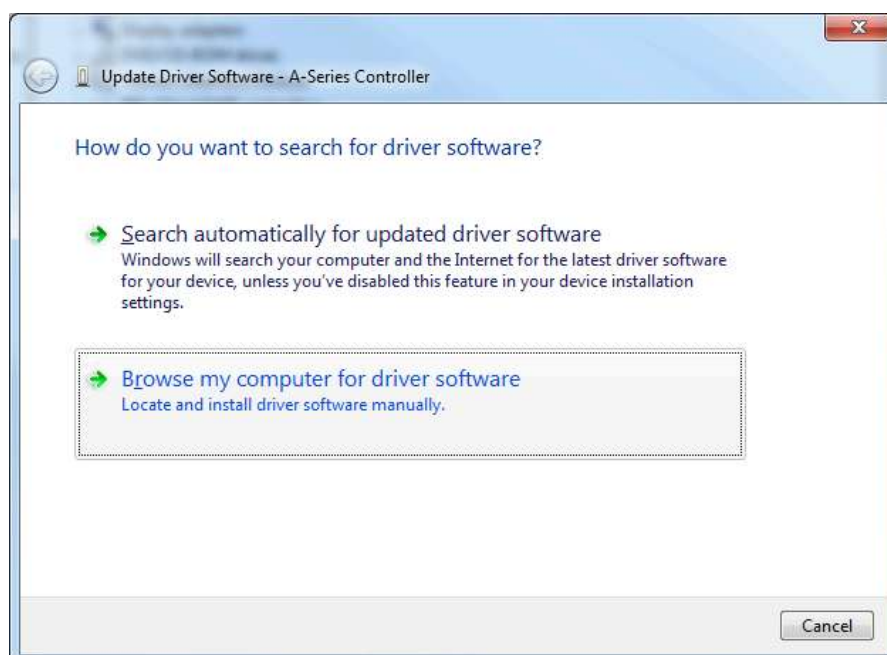 Display adapters
Update Driver Software - A-Series Controller
How do you want to search for driver software?
Search automatically for updated driver software
Windows will search your computer and the Internet for the latest driver software
for your device, unless you've disabled this feature in your device installation
settings.
Browse my computer for driver software
Locate and install driver software manually.
Cancel